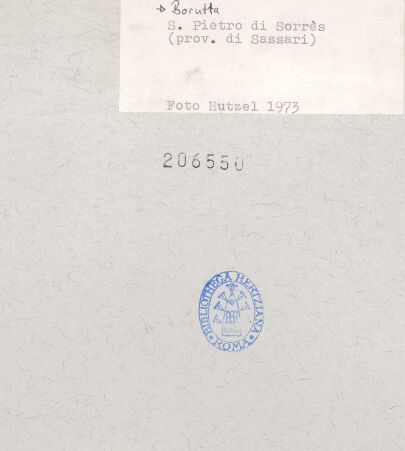 → Borutta
S. Pietro di Sorrès
(prov. di Sassari)
Foto Hutzel 1973
206550
BIBLIOTHECA HERTZIANA
• ROMA •